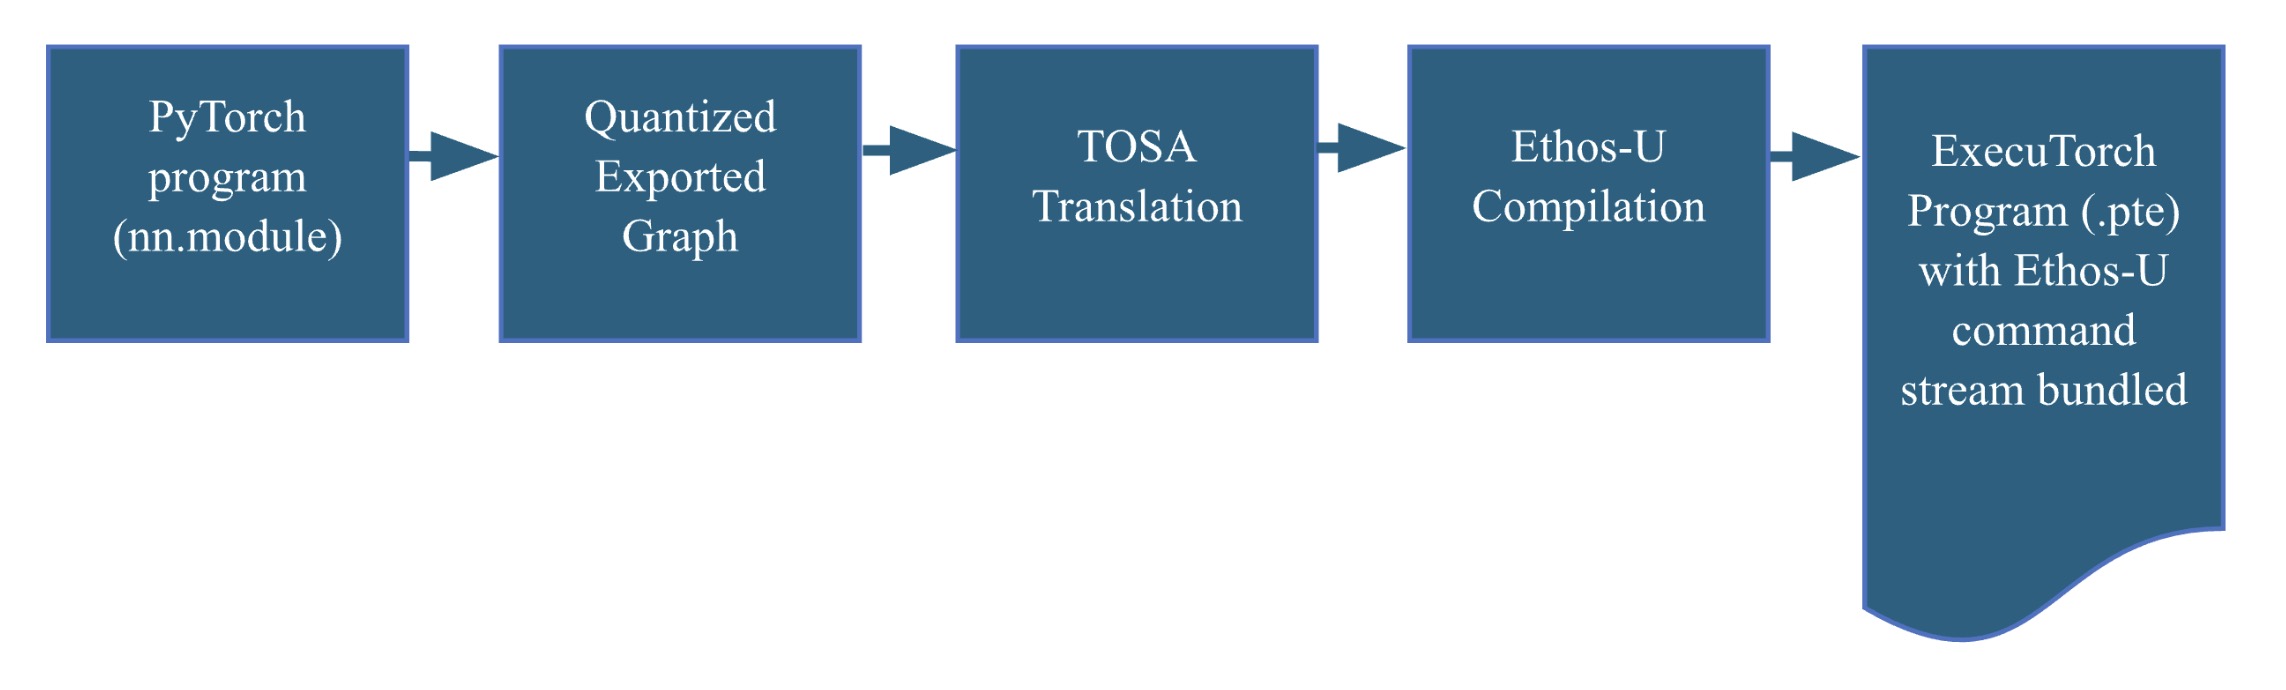 PyTorch
program
(nn.module)
Quantized
Exported
Graph
TOSA
Translation
Ethos-U
Compilation
ExecuTorch
Program (.pte)
with Ethos-U
command
stream bundled